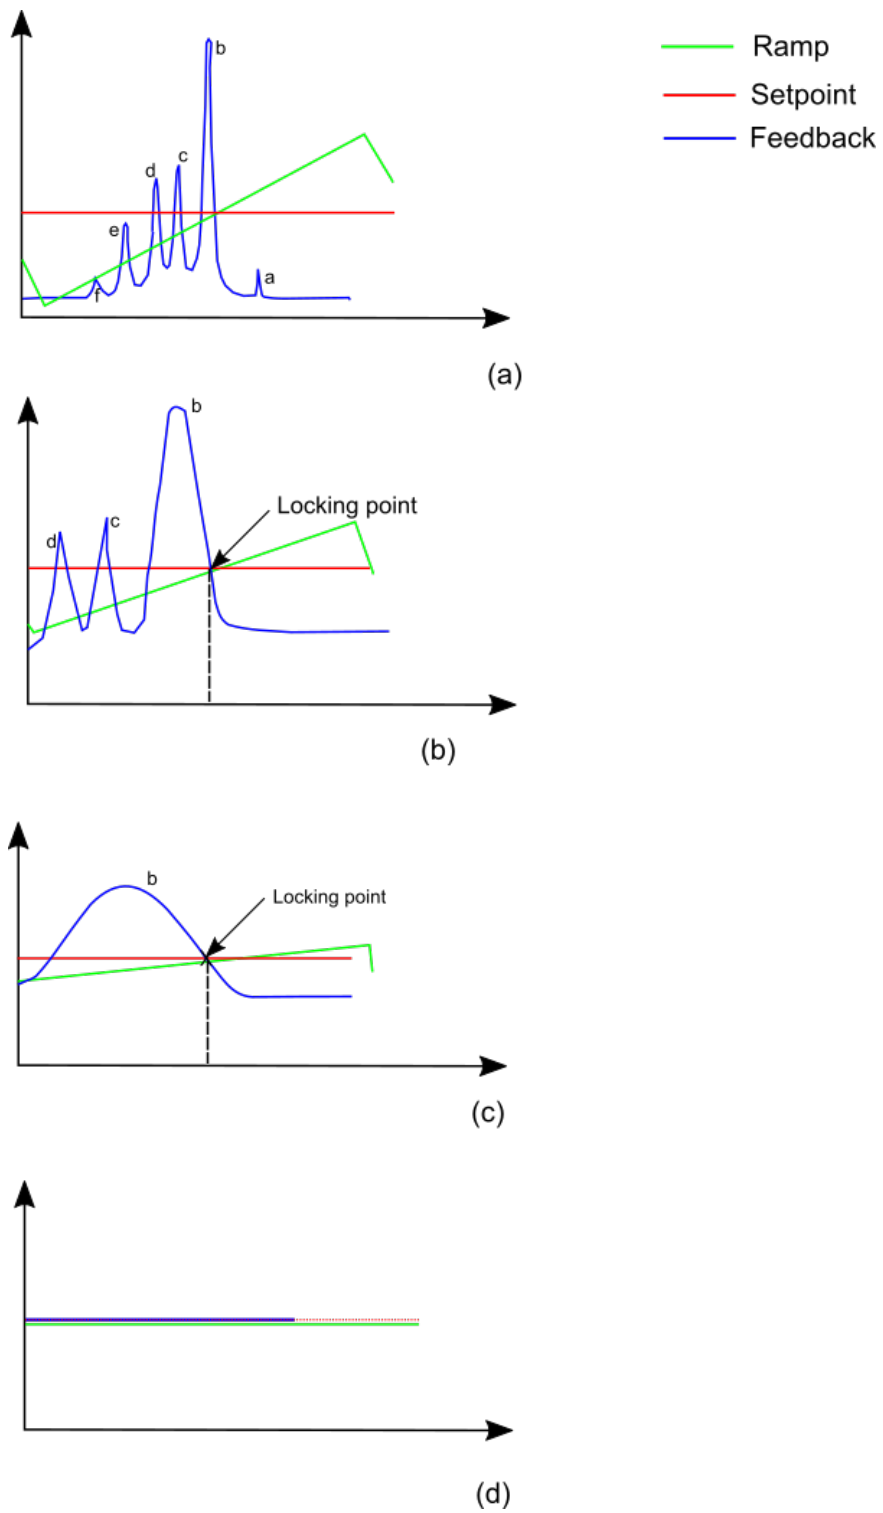 b
Ramp
Setpoint
Feedback
c
d
e
a
f
(a)
b
Locking point
c
d
(b)
b
Locking point
(c)
(d)